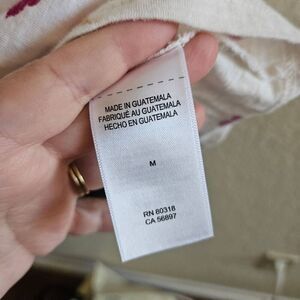 MADE IN GUATEMALA
FABRIQUÉ AU GUATEMALA
HECHO EN GUATEMALA
M
RN 80318
CA 56897